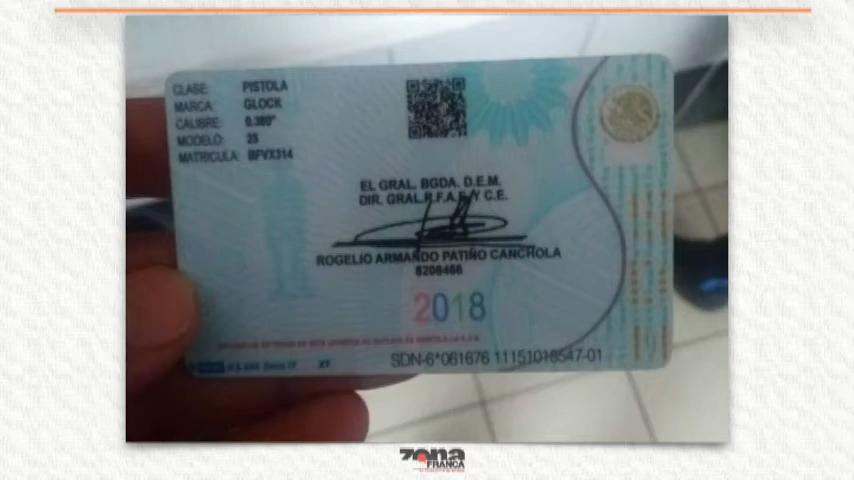 CLASE: PISTOLA
MARCA: GLOCK
CALIBRE: 0.380"
MODELO: 25
MATRICULA: BFVX314
EL GRAL. BGDA. D.E.M.
DIR. GRAL.R.F.A.F. Y C.E.
ROGELIO ARMANDO PATIÑO CANCHOLA
8208466
2018
SDN-6*061676 11151018547-01
ZONA
FRANCA